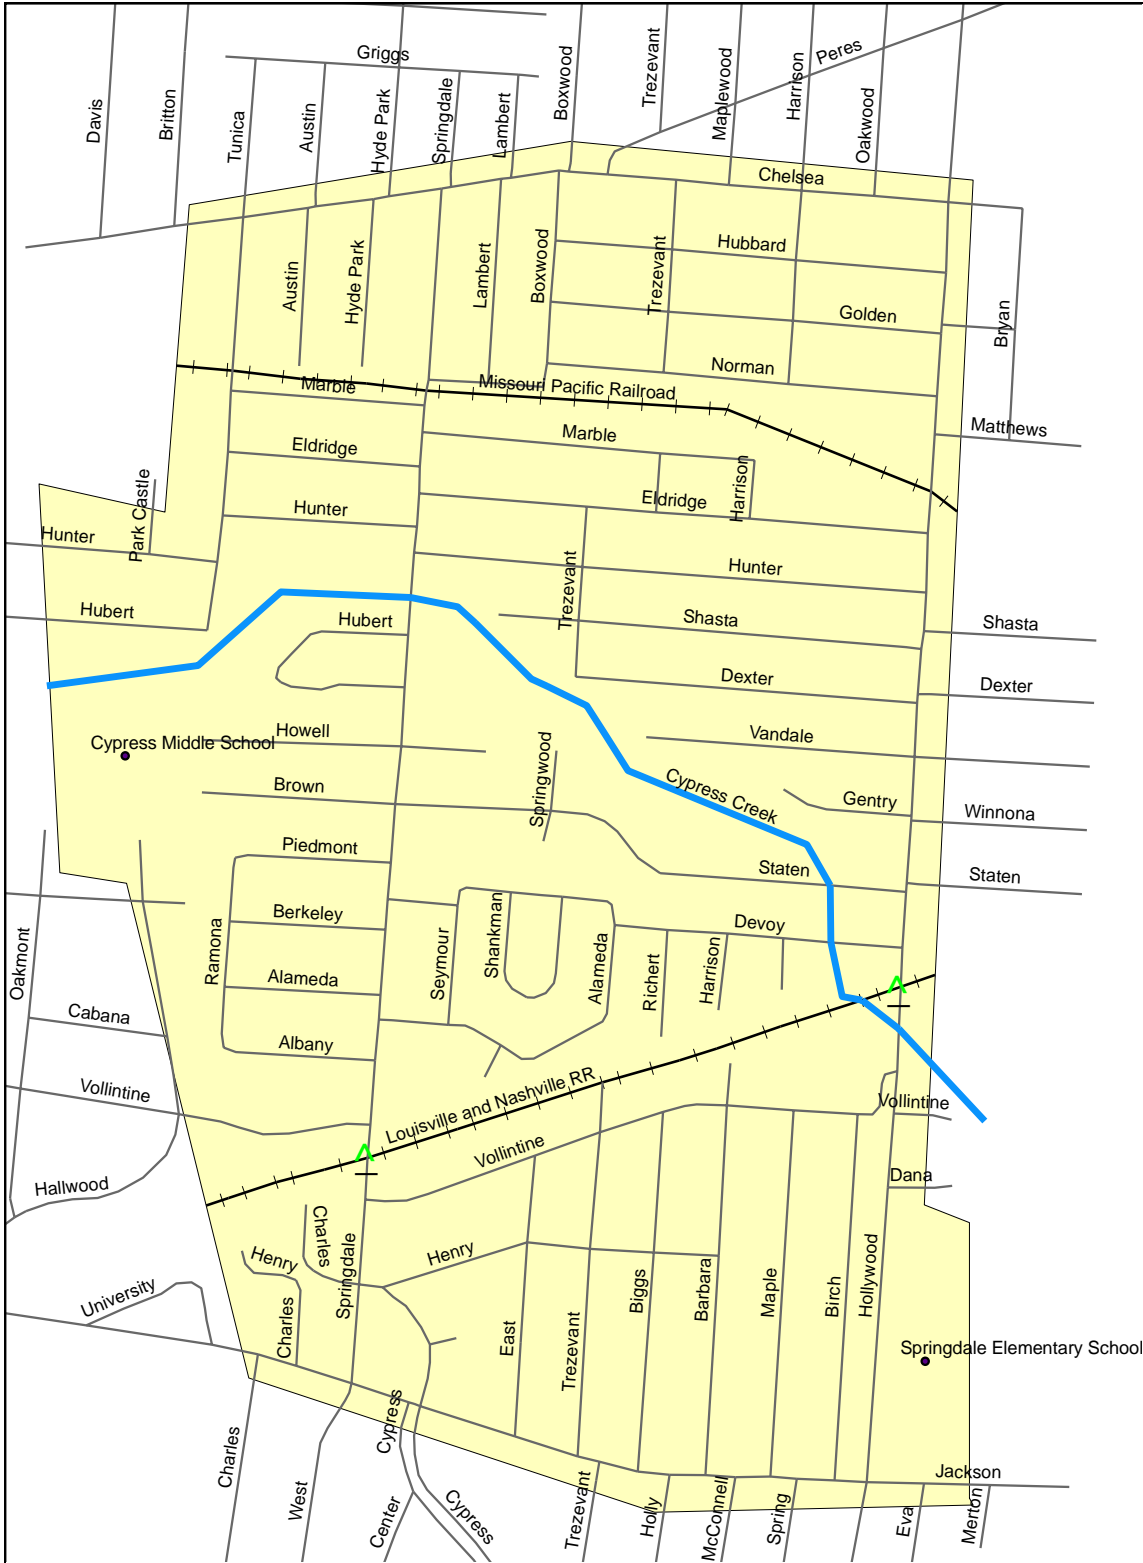 Griggs
Peres
Davis
Britton
Tunica
Austin
Hyde Park
Springdale
Lambert
Boxwood
Trezevant
Maplewood
Harrison
Oakwood
Chelsea
Austin
Hyde Park
Lambert
Boxwood
Trezevant
Hubbard
Golden
Bryan
Norman
Marble
Missouri Pacific Railroad
Matthews
Marble
Eldridge
Park Castle
Eldridge
Harrison
Hunter
Hunter
Hunter
Trezevant
Hubert
Hubert
Shasta
Shasta
Dexter
Dexter
Howell
Cypress Middle School
Vandale
Springwood
Cypress Creek
Brown
Gentry
Winnona
Piedmont
Staten
Staten
Berkeley
Ramona
Seymour
Shankman
Alameda
Devoy
Richert
Harrison
Oakmont
Alameda
Cabana
Albany
Vollintine
Louisville and Nashville RR
Vollintine
Vollintine
Hallwood
Dana
Charles
Henry
Henry
Springdale
University
Charles
East
Trezevant
Biggs
Barbara
Maple
Birch
Hollywood
Springdale Elementary School
Cypress
Charles
West
Center
Cypress
Trezevant
Holly
McConnell
Spring
Jackson
Eva
Merton